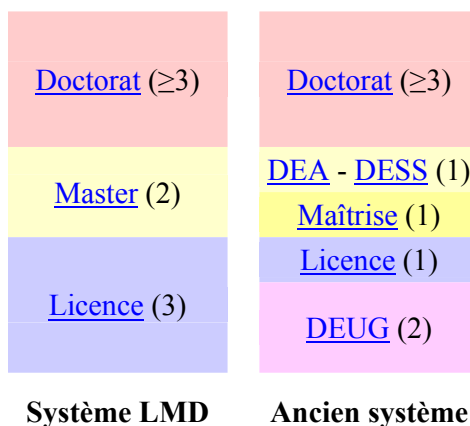 Doctorat (≥3)
Master (2)
Licence (3)
Système LMD
Doctorat (≥3)
DEA - DESS (1)
Maîtrise (1)
Licence (1)
DEUG (2)
Ancien système